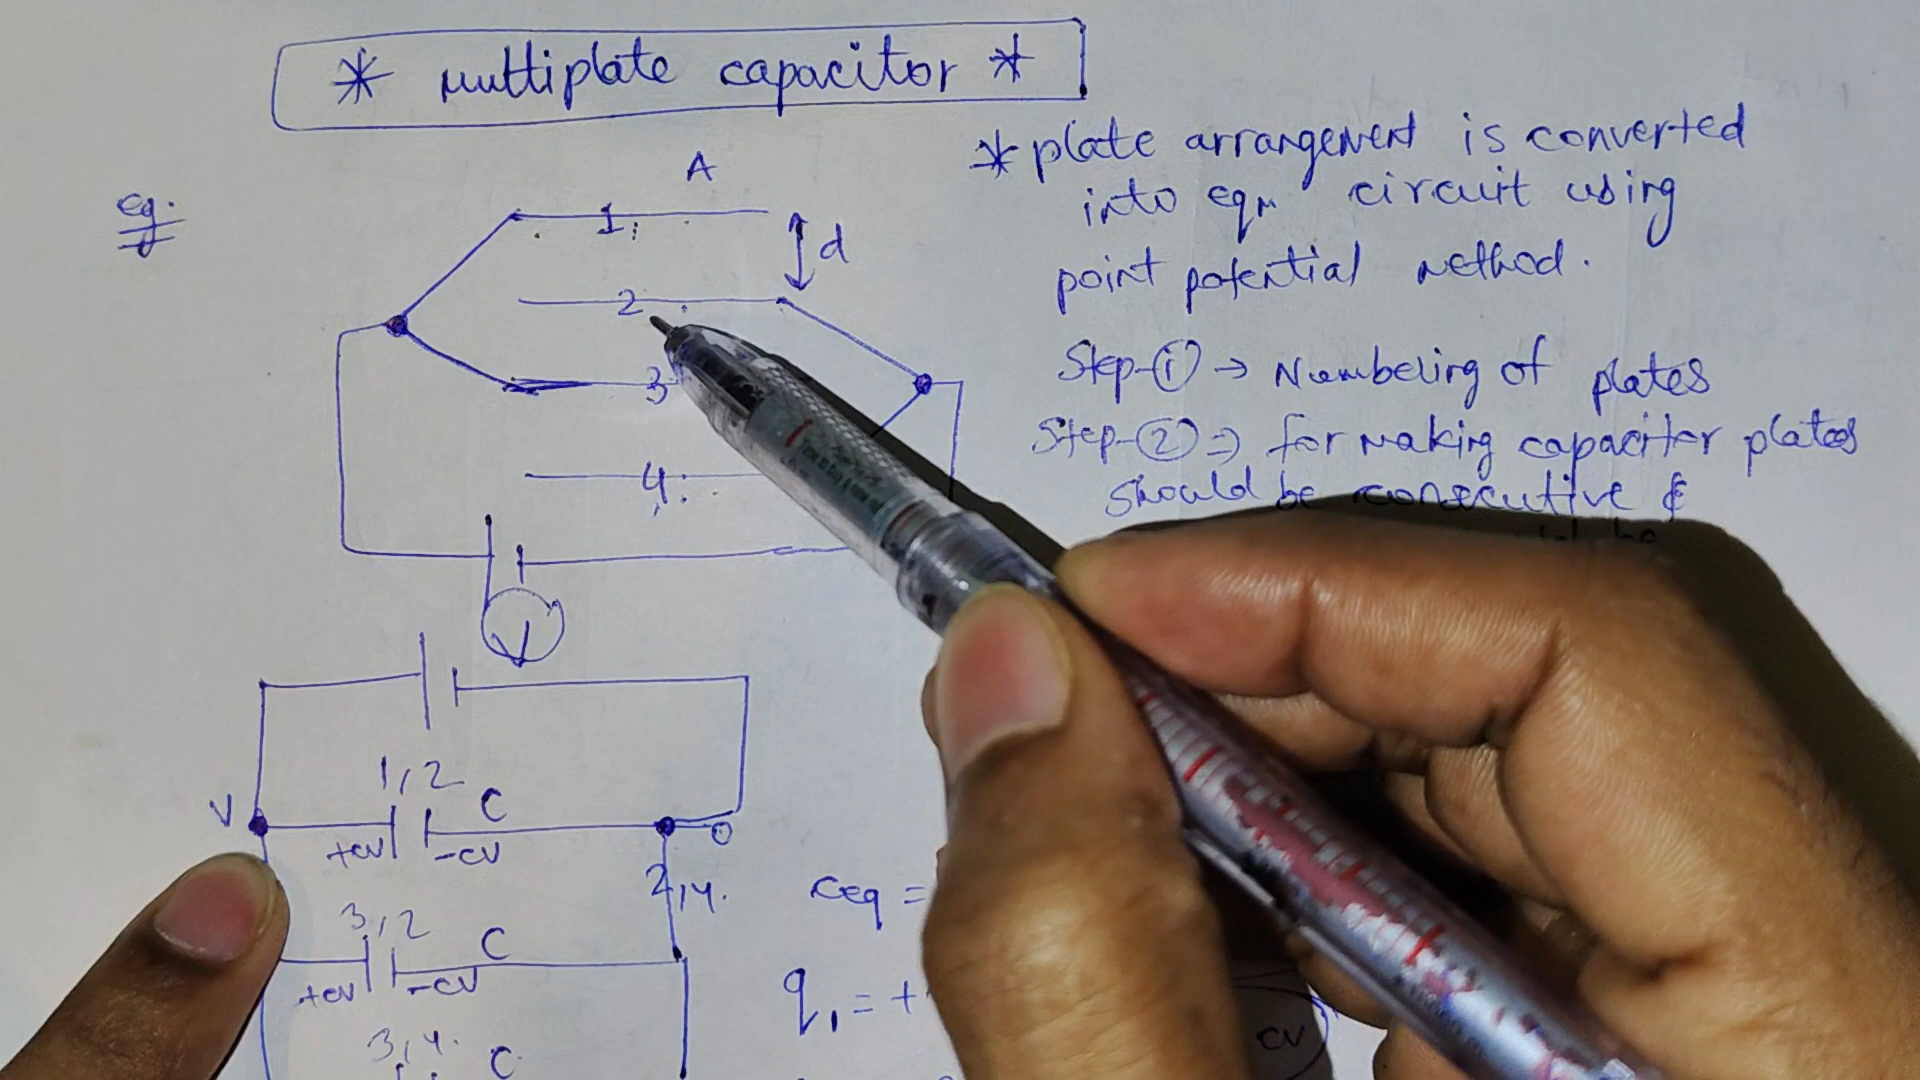 * multiplate capacitor *
eg.
A
1
d
2
3
4
V
* plate arrangement is converted
into eqn circuit using
point potential method.
Step-① → Numbering of plates
Step-② ⇒ for making capacitor plates
should be consecutive &
be
1,2
V
C
0
+cv
-cv
2,4.
3,2
C
+cv
-cv
3,4.
C
Ceq =
q1 = +
cv